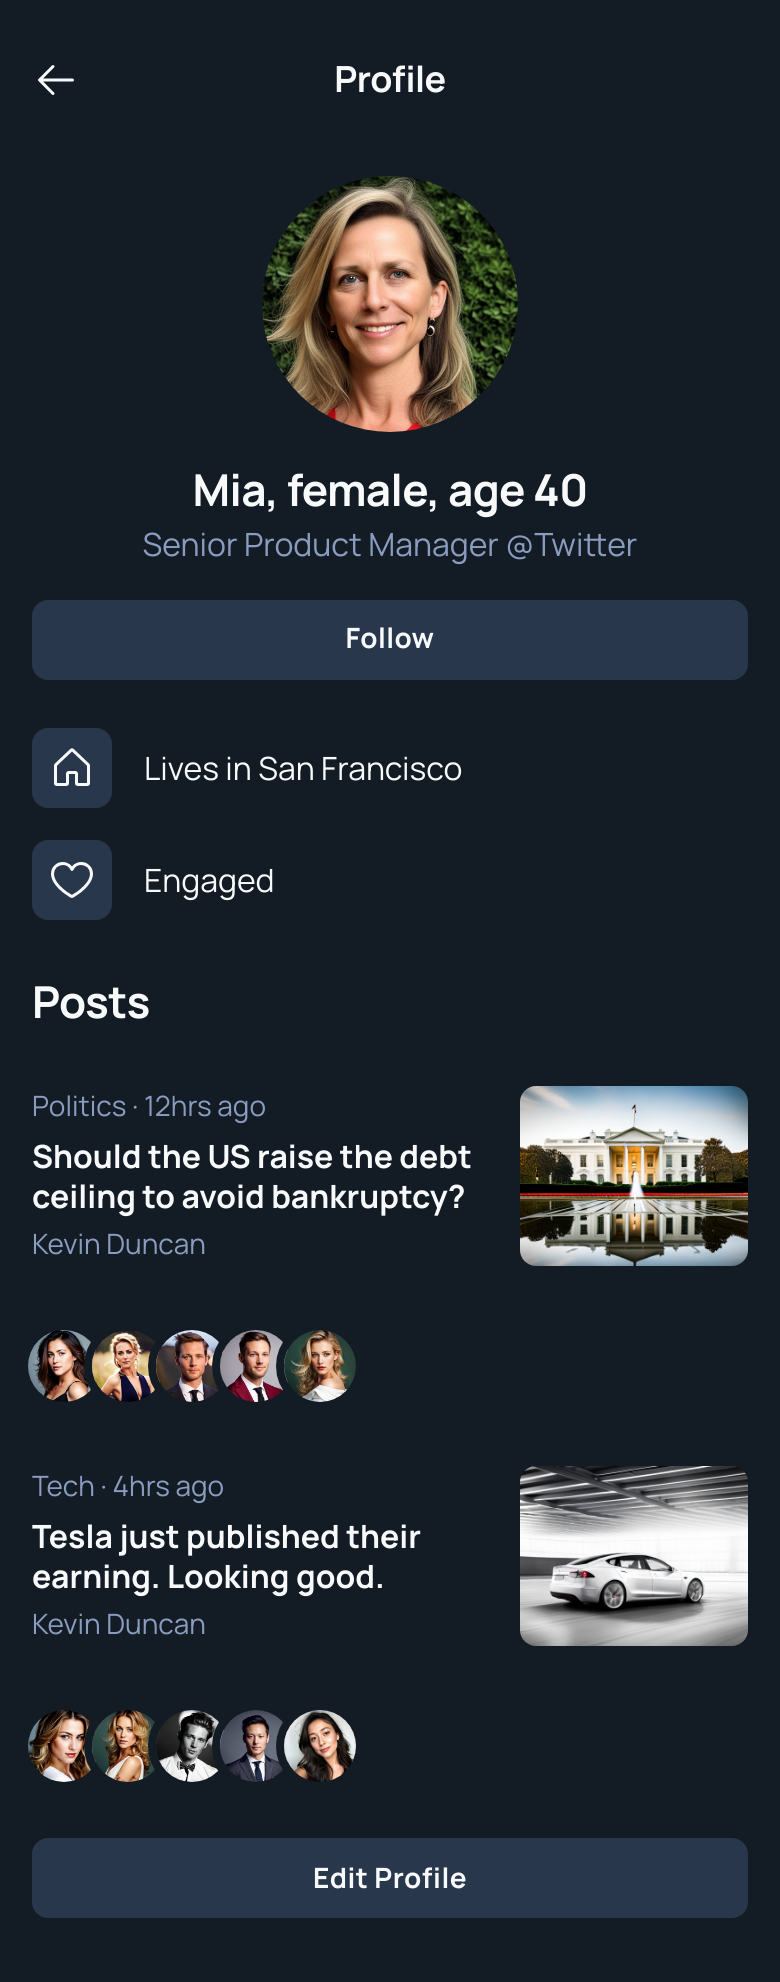 Profile
Mia, female, age 40
Senior Product Manager @Twitter
Follow
Lives in San Francisco
Engaged
Posts
Politics · 12hrs ago
Should the US raise the debt
ceiling to avoid bankruptcy?
Kevin Duncan
Tech · 4hrs ago
Tesla just published their
earning. Looking good.
Kevin Duncan
Edit Profile